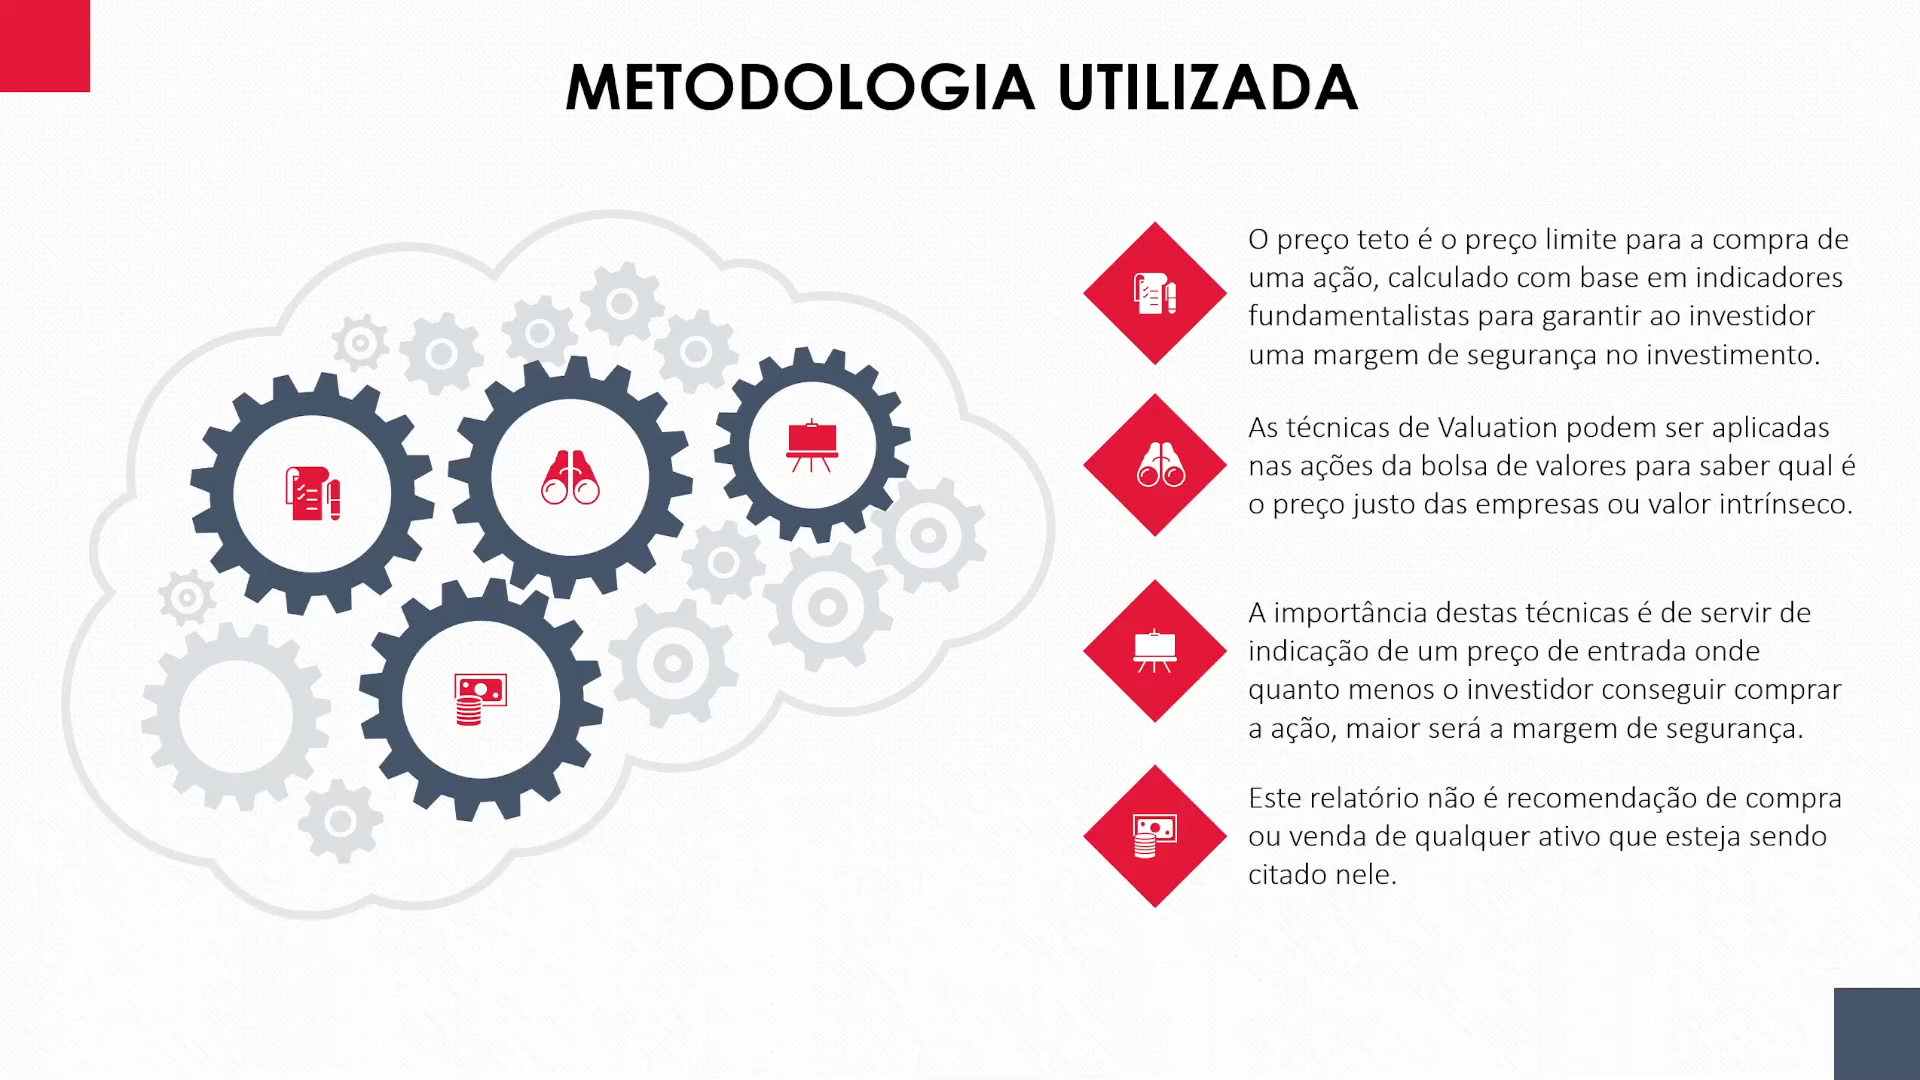 METODOLOGIA UTILIZADA
O preço teto é o preço limite para a compra de
uma ação, calculado com base em indicadores
fundamentalistas para garantir ao investidor
uma margem de segurança no investimento.
As técnicas de Valuation podem ser aplicadas
nas ações da bolsa de valores para saber qual é
o preço justo das empresas ou valor intrínseco.
A importância destas técnicas é de servir de
indicação de um preço de entrada onde
quanto menos o investidor conseguir comprar
a ação, maior será a margem de segurança.
Este relatório não é recomendação de compra
ou venda de qualquer ativo que esteja sendo
citado nele.